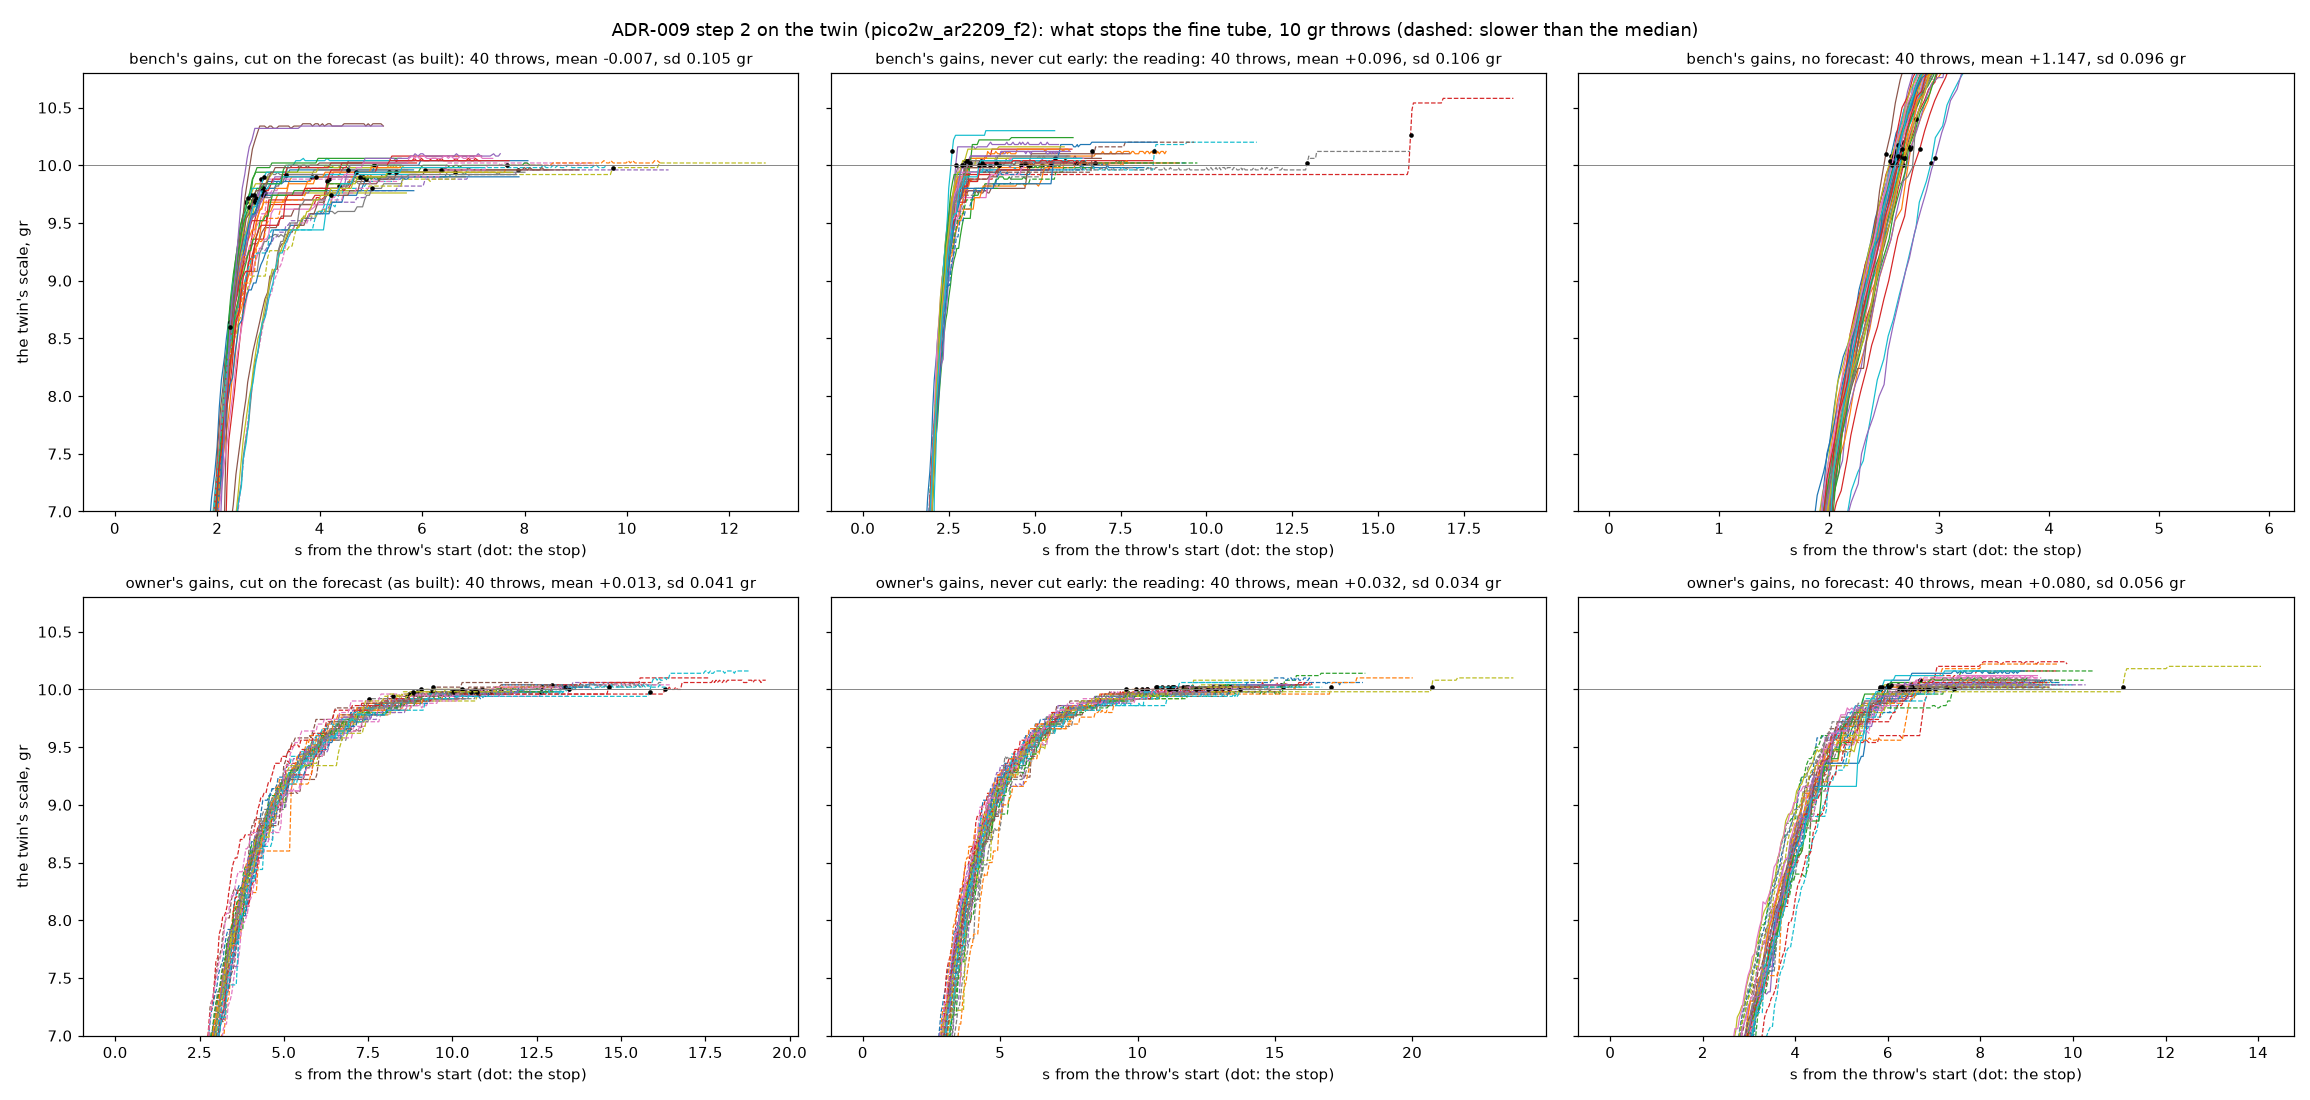 ADR-009 step 2 on the twin (pico2w_ar2209_f2): what stops the fine tube, 10 gr throws (dashed: slower than the median)
bench's gains, cut on the forecast (as built): 40 throws, mean -0.007, sd 0.105 gr
bench's gains, never cut early: the reading: 40 throws, mean +0.096, sd 0.106 gr
bench's gains, no forecast: 40 throws, mean +1.147, sd 0.096 gr
the twin's scale, gr
10.5
10.0
9.5
9.0
8.5
8.0
7.5
7.0
0 2 4 6 8 10 12
0.0 2.5 5.0 7.5 10.0 12.5 15.0 17.5
0 1 2 3 4 5 6
s from the throw's start (dot: the stop)
s from the throw's start (dot: the stop)
s from the throw's start (dot: the stop)
owner's gains, cut on the forecast (as built): 40 throws, mean +0.013, sd 0.041 gr
owner's gains, never cut early: the reading: 40 throws, mean +0.032, sd 0.034 gr
owner's gains, no forecast: 40 throws, mean +0.080, sd 0.056 gr
the twin's scale, gr
10.5
10.0
9.5
9.0
8.5
8.0
7.5
7.0
0.0 2.5 5.0 7.5 10.0 12.5 15.0 17.5 20.0
0 5 10 15 20
0 2 4 6 8 10 12 14
s from the throw's start (dot: the stop)
s from the throw's start (dot: the stop)
s from the throw's start (dot: the stop)